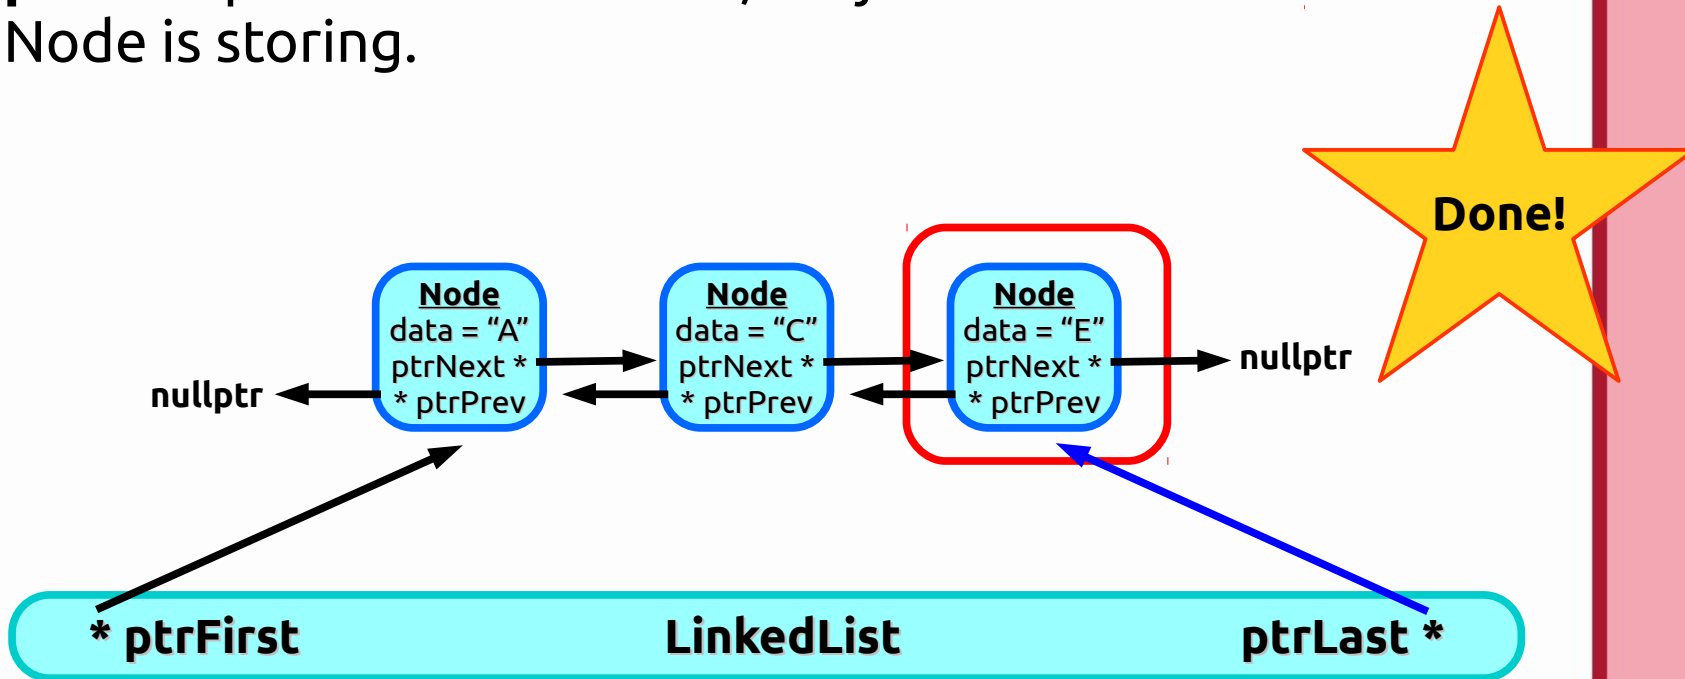 Node is storing.
Done!
Node
data = “A”
ptrNext *
* ptrPrev
Node
data = “C”
ptrNext *
* ptrPrev
Node
data = “E”
ptrNext *
* ptrPrev
nullptr
nullptr
* ptrFirst
LinkedList
ptrLast *